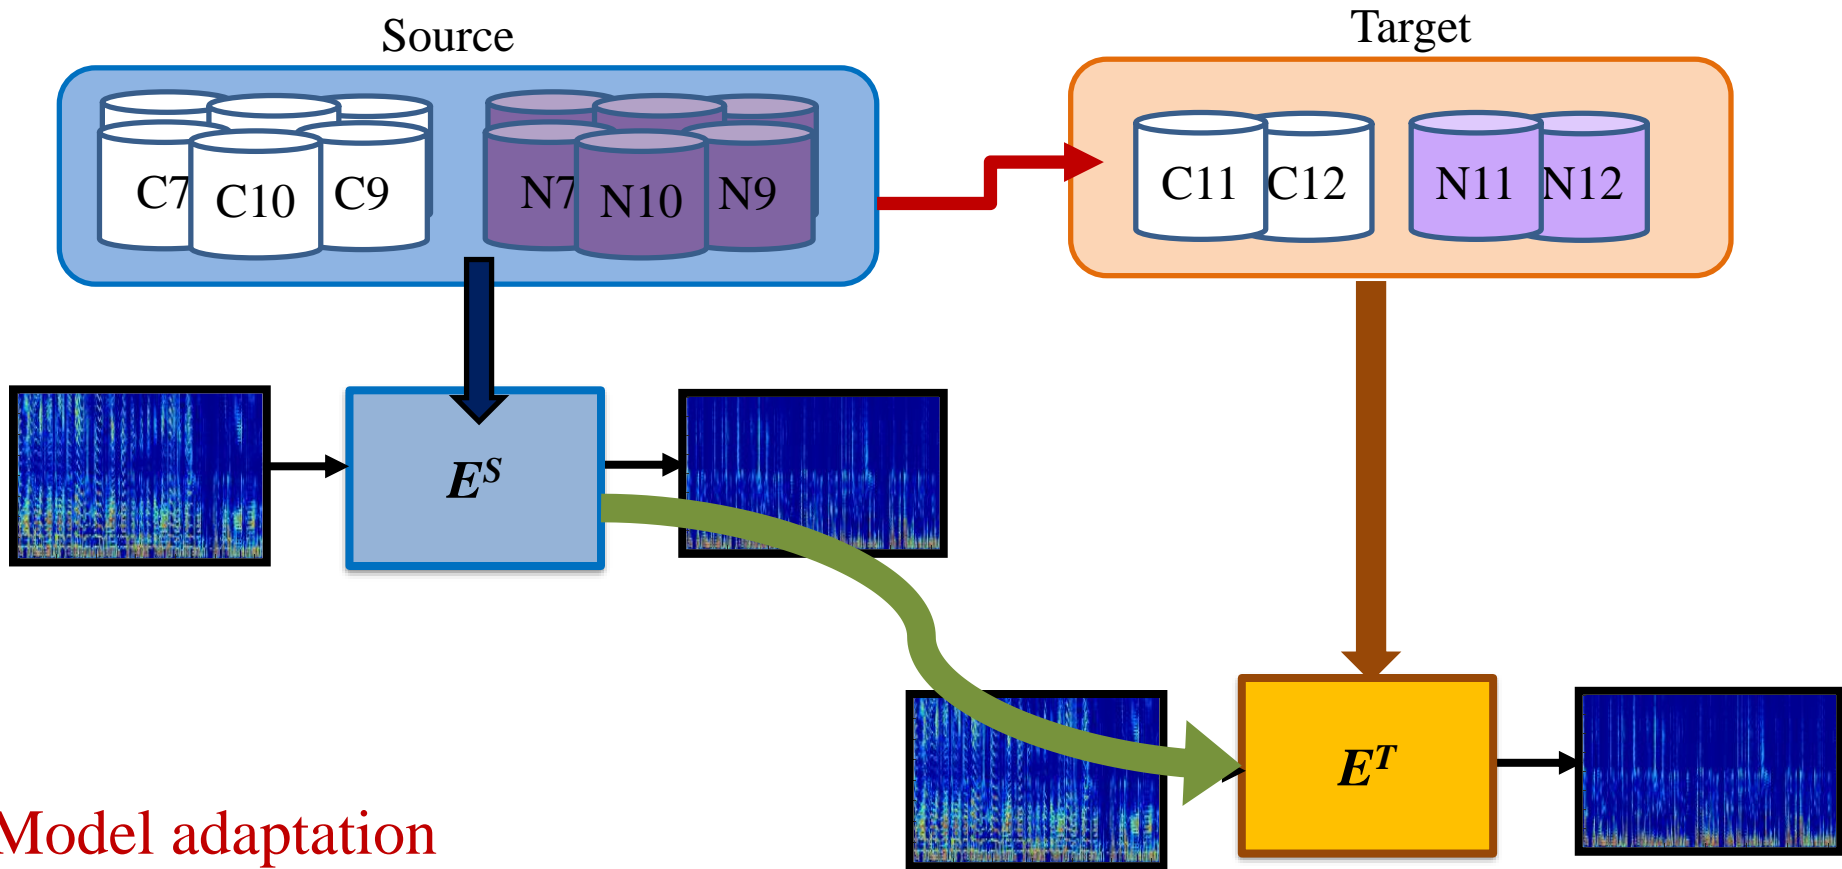 Source
Target
C7 C10 C9 N7 N10 N9
C11 C12 N11 N12
E^S
E^T
Model adaptation